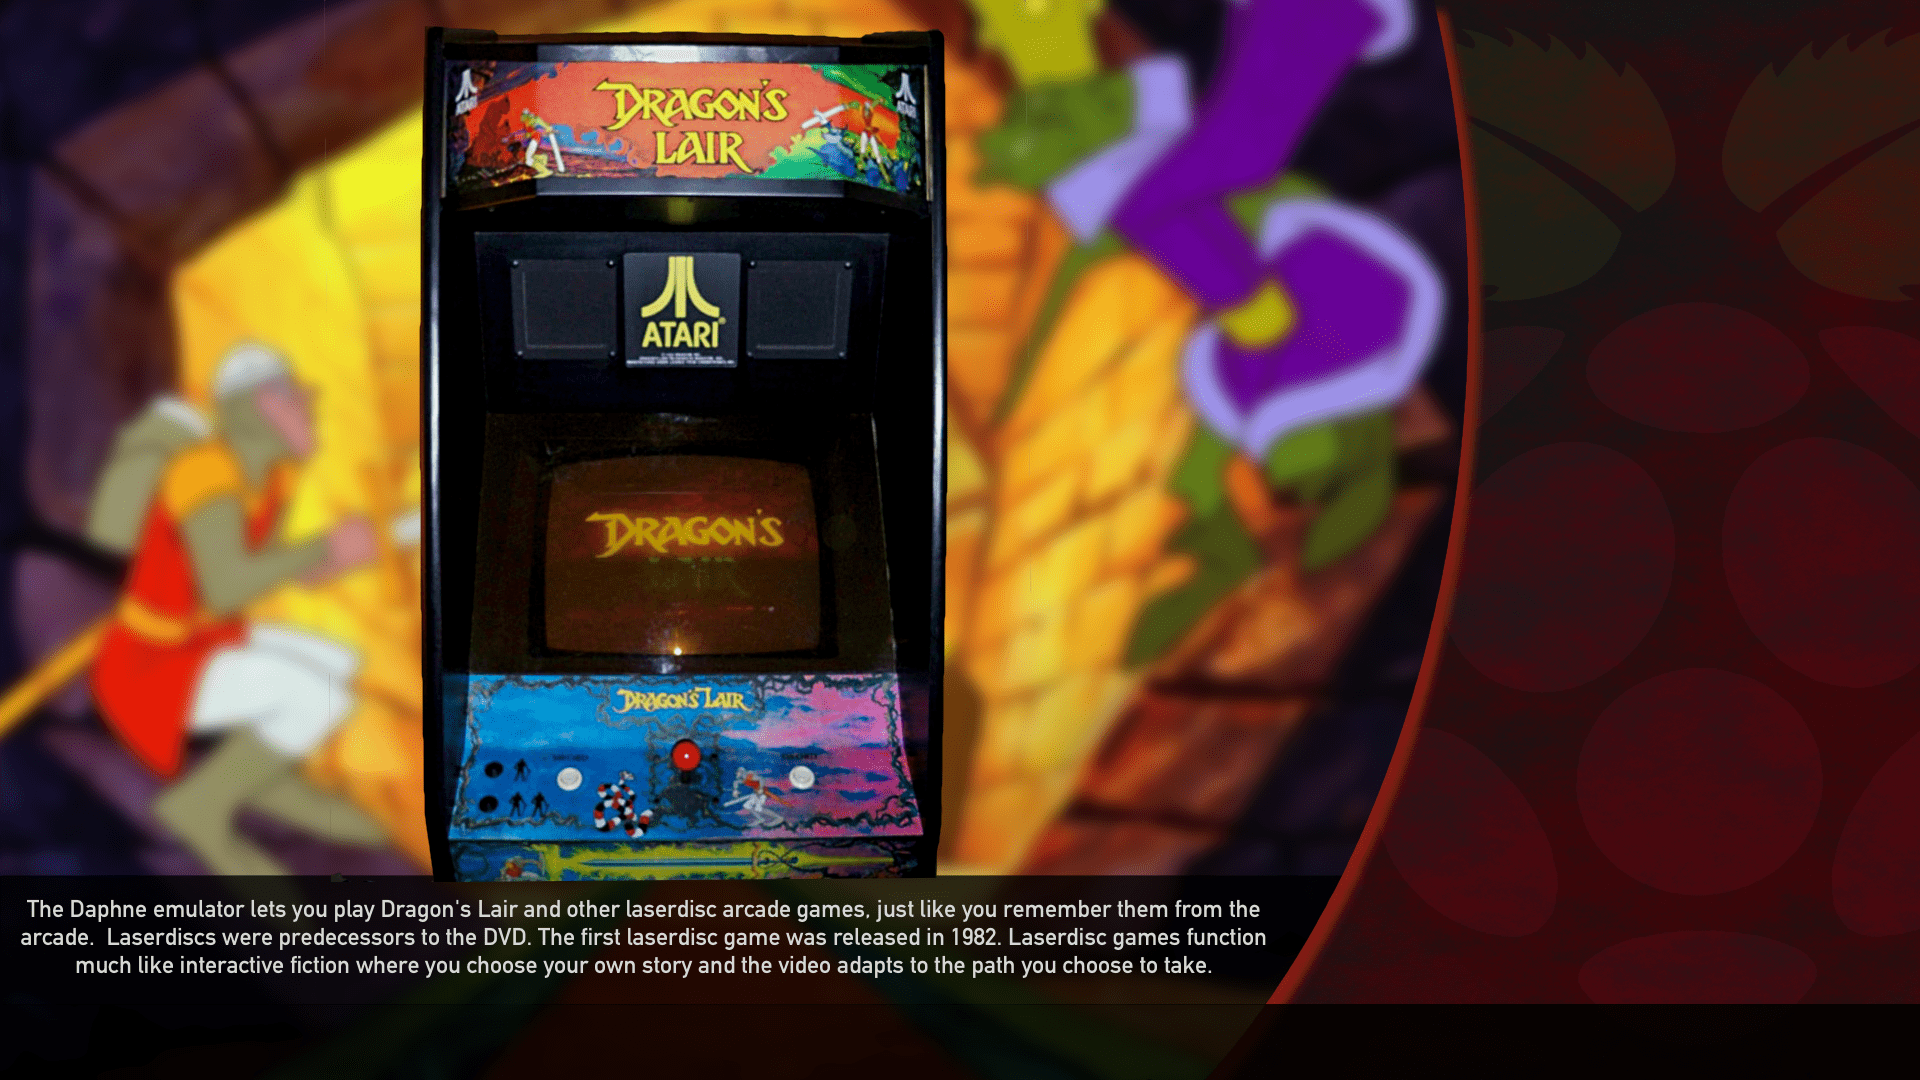 DRAGON'S
LAIR
ATARI
ATARI
ATARI
DRAGON'S
LAIR
DRAGON'S LAIR
The Daphne emulator lets you play Dragon's Lair and other laserdisc arcade games, just like you remember them from the
arcade.  Laserdiscs were predecessors to the DVD. The first laserdisc game was released in 1982. Laserdisc games function
much like interactive fiction where you choose your own story and the video adapts to the path you choose to take.